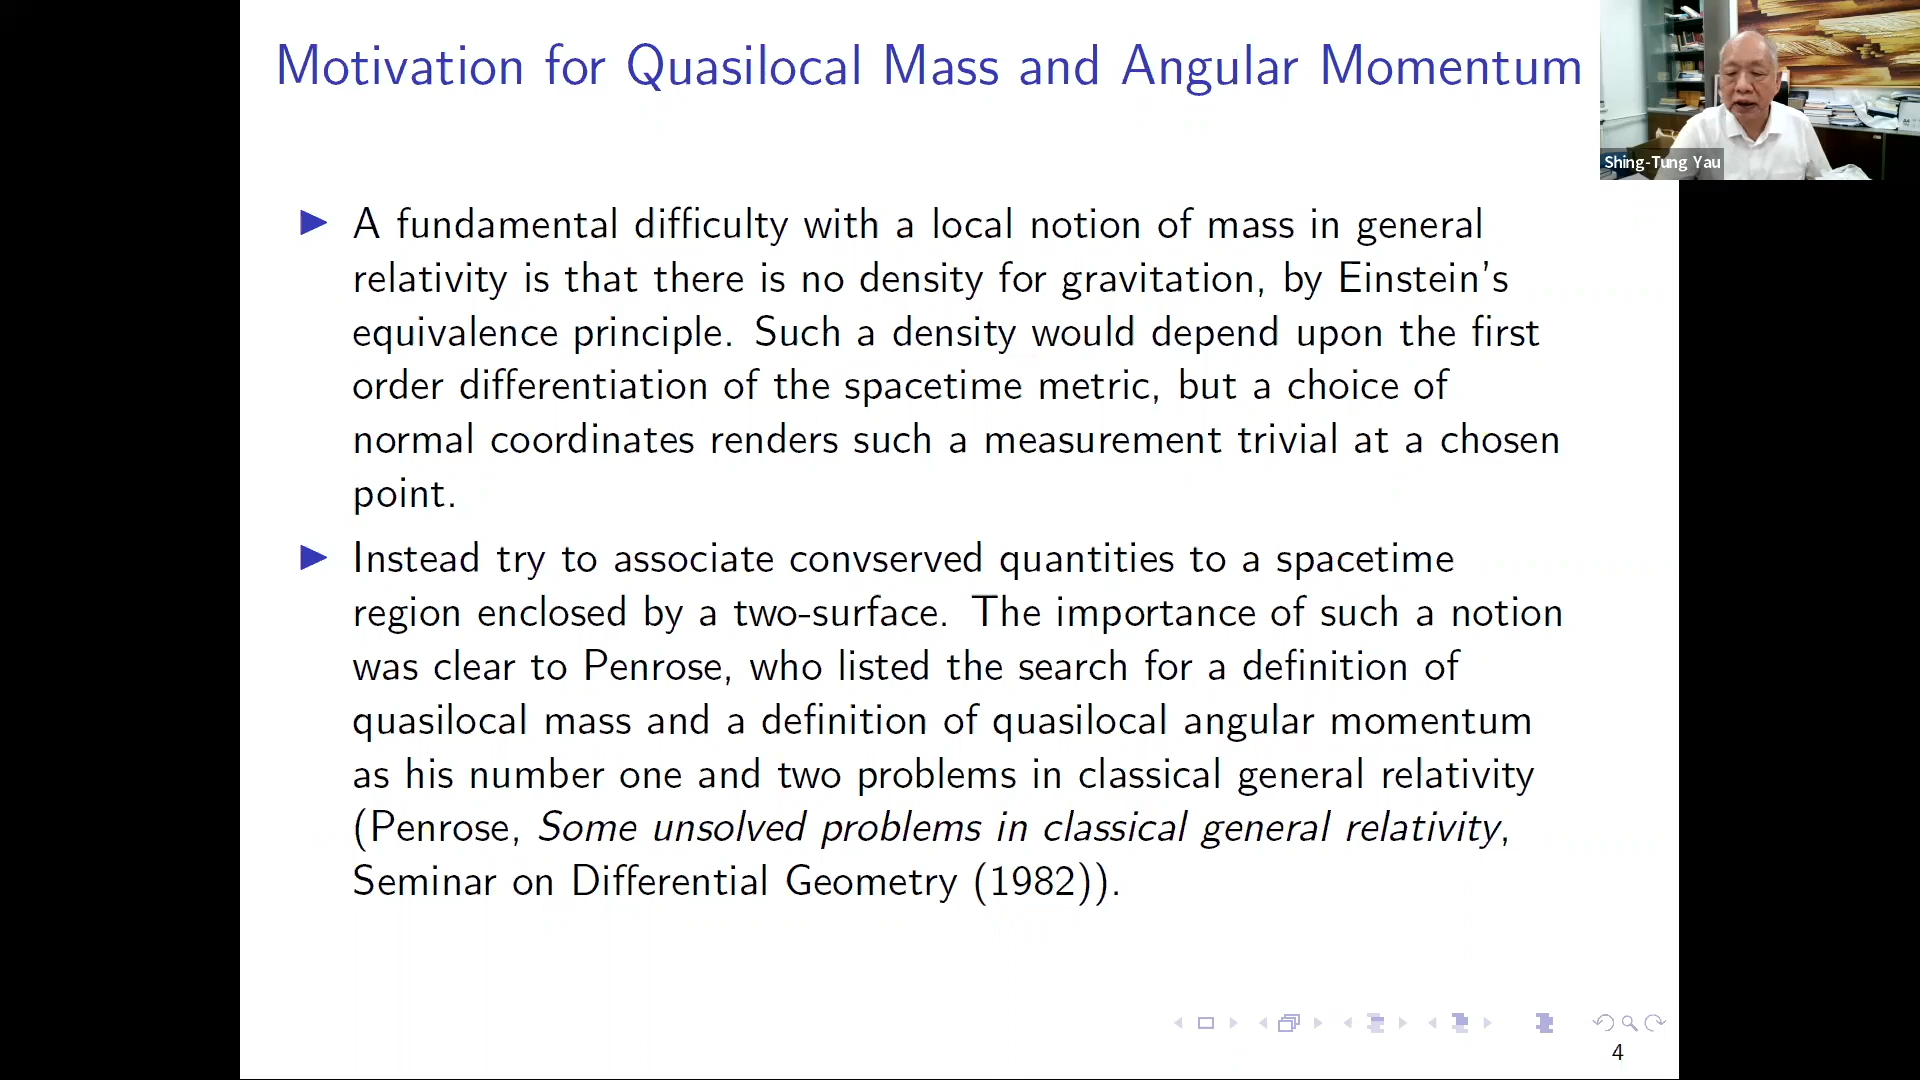 Motivation for Quasilocal Mass and Angular Momentum
Shing-Tung Yau
A fundamental difficulty with a local notion of mass in general
relativity is that there is no density for gravitation, by Einstein's
equivalence principle. Such a density would depend upon the first
order differentiation of the spacetime metric, but a choice of
normal coordinates renders such a measurement trivial at a chosen
point.
Instead try to associate convserved quantities to a spacetime
region enclosed by a two-surface. The importance of such a notion
was clear to Penrose, who listed the search for a definition of
quasilocal mass and a definition of quasilocal angular momentum
as his number one and two problems in classical general relativity
(Penrose, Some unsolved problems in classical general relativity,
Seminar on Differential Geometry (1982)).
4